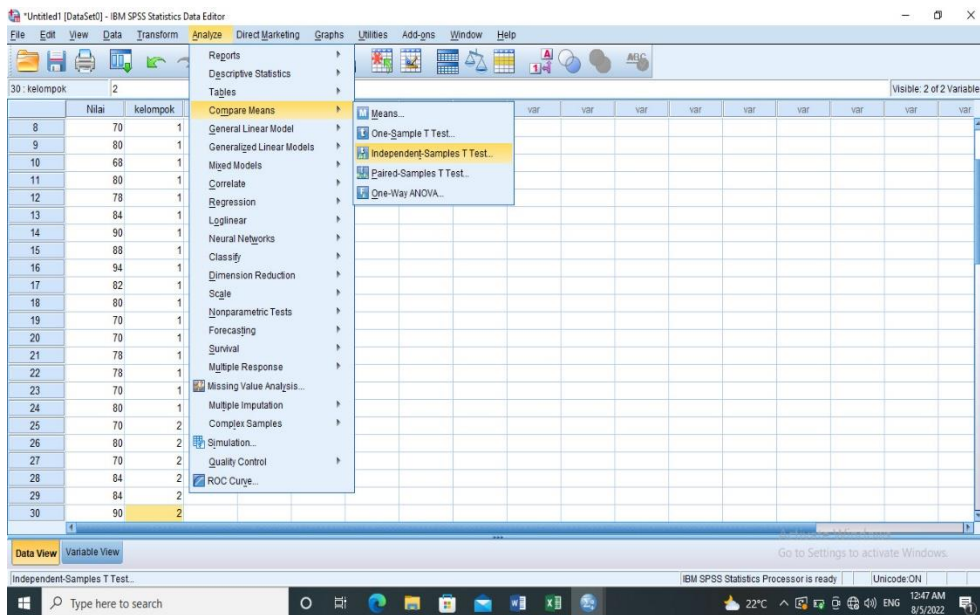 *Untitled1 [DataSet0] - IBM SPSS Statistics Data Editor
File Edit View Data Transform Analyze Direct Marketing Graphs Utilities Add-ons Window Help
30 : kelompok 2 Visible: 2 of 2 Variable
Nilai kelompok var var var var var var var var
8 70 1
9 80 1
10 68 1
11 80 1
12 78 1
13 84 1
14 90 1
15 88 1
16 94 1
17 82 1
18 80 1
19 70 1
20 70 1
21 78 1
22 78 1
23 70 1
24 80 1
25 70 2
26 80 2
27 70 2
28 84 2
29 84 2
30 90 2
Reports
Descriptive Statistics
Tables
Compare Means
General Linear Model
Generalized Linear Models
Mixed Models
Correlate
Regression
Loglinear
Neural Networks
Classify
Dimension Reduction
Scale
Nonparametric Tests
Forecasting
Survival
Multiple Response
Missing Value Analysis...
Multiple Imputation
Complex Samples
Simulation...
Quality Control
ROC Curve...
Means...
One-Sample T Test...
Independent-Samples T Test...
Paired-Samples T Test...
One-Way ANOVA...
Data View Variable View
Go to Settings to activate Windows.
Independent-Samples T Test... IBM SPSS Statistics Processor is ready Unicode:ON
Type here to search 22°C ENG 12:47 AM
8/5/2022